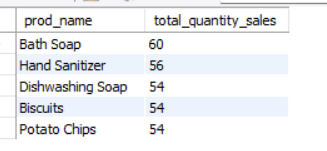 prod_name total_quantity_sales
Bath Soap 60
Hand Sanitizer 56
Dishwashing Soap 54
Biscuits 54
Potato Chips 54